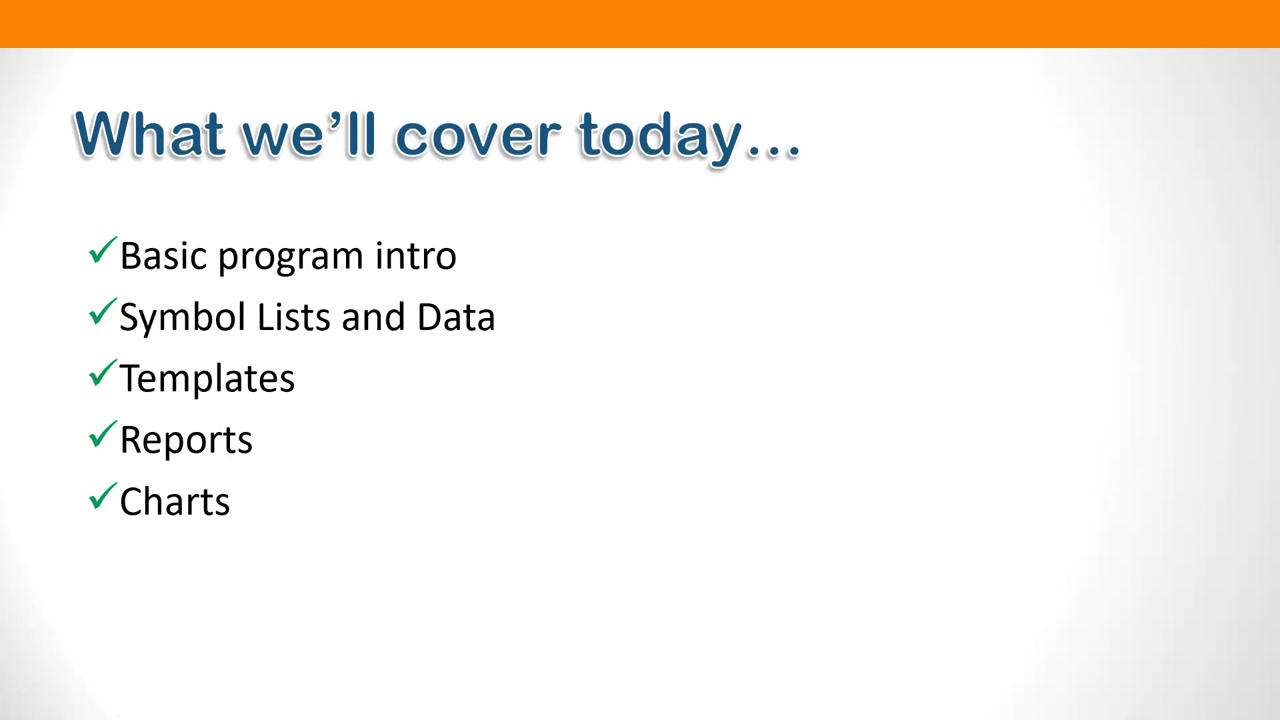 What we’ll cover today…
✓Basic program intro
✓Symbol Lists and Data
✓Templates
✓Reports
✓Charts